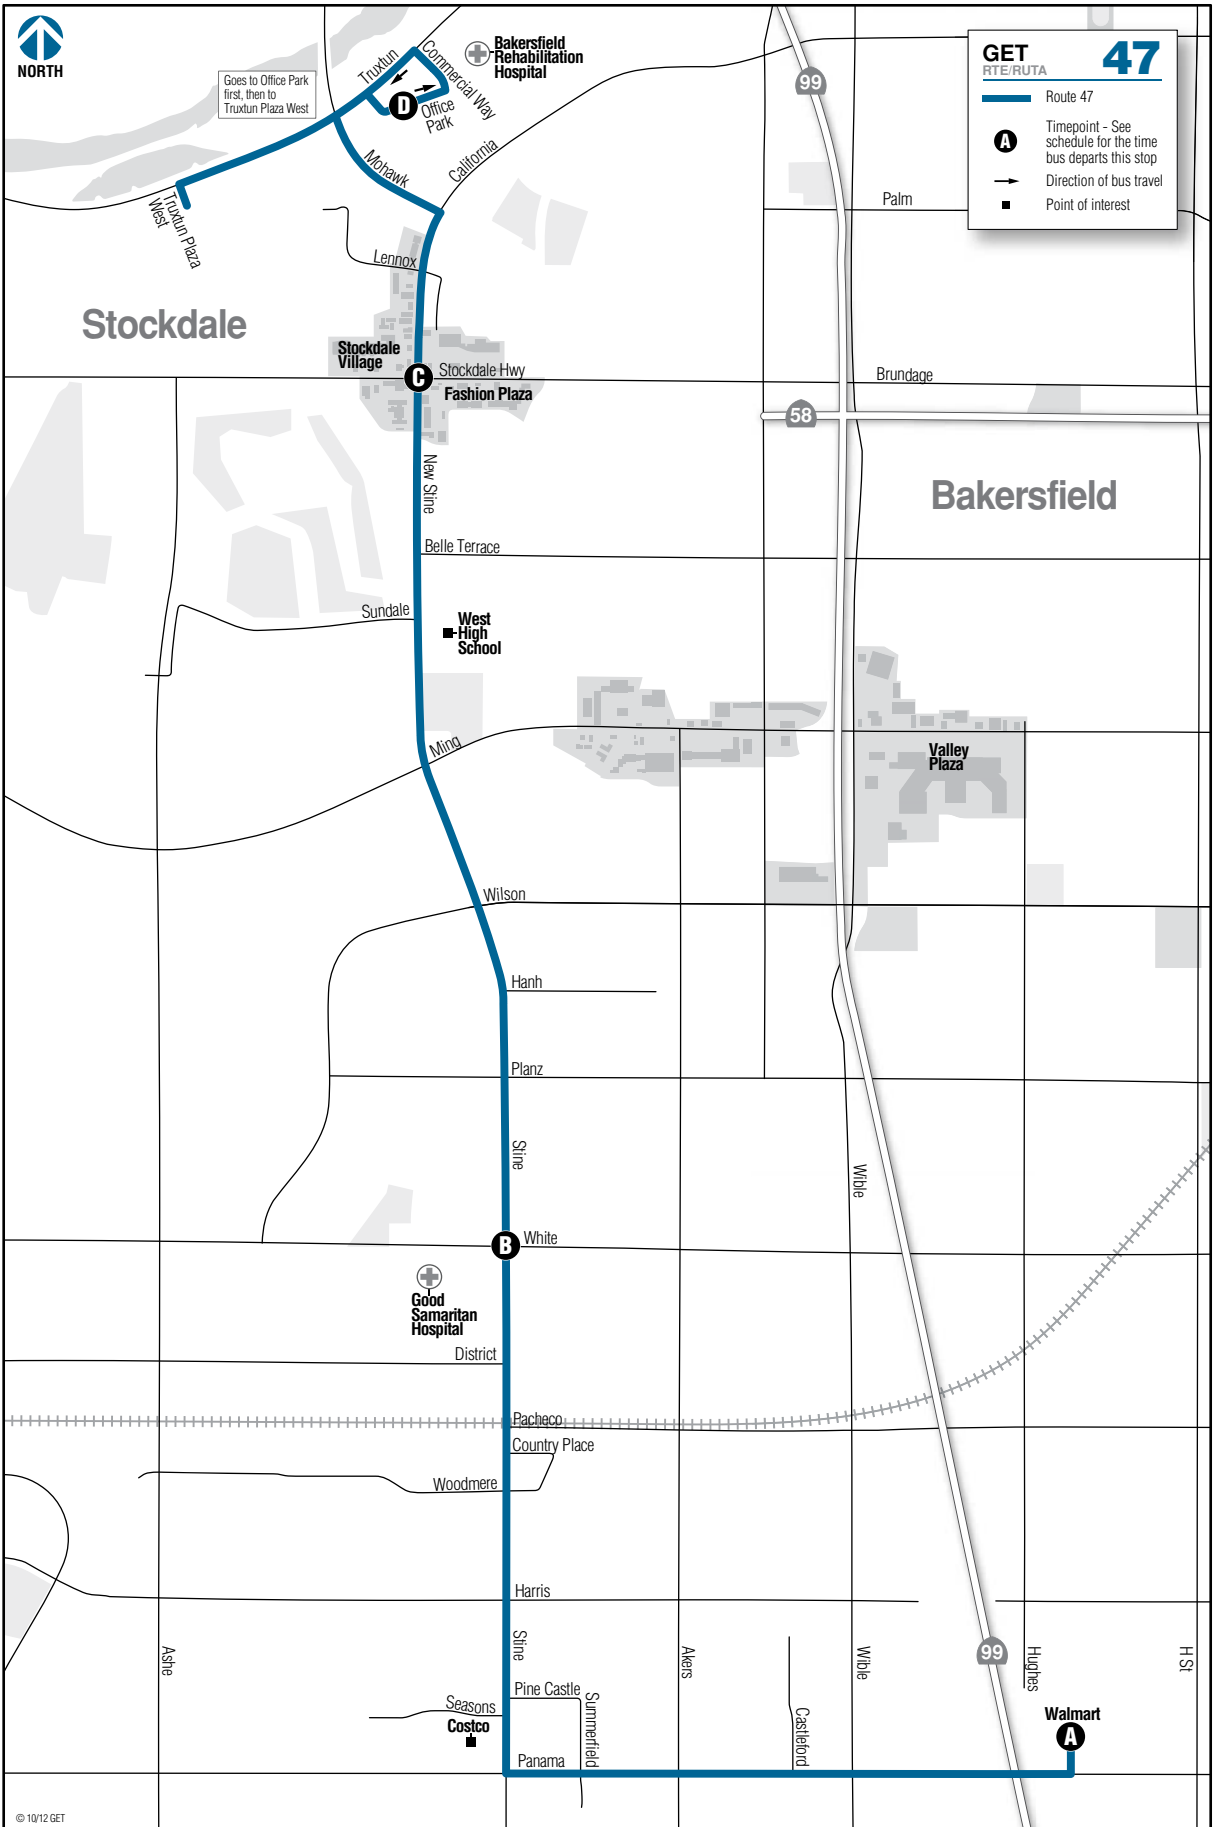 NORTH
Goes to Office Park
first, then to
Truxtun Plaza West
Truxtun
Commercial Way
Bakersfield
Rehabilitation
Hospital
D
Office
Park
Mohawk
California
Truxtun Plaza
West
99
GET
RTE/RUTA
47
Route 47
A
Timepoint - See
schedule for the time
bus departs this stop
Direction of bus travel
Point of interest
Palm
Lennox
Stockdale
Stockdale
Village
C
Stockdale Hwy
Fashion Plaza
Brundage
58
New Stine
Bakersfield
Belle Terrace
Sundale
West
High
School
Ming
Valley
Plaza
Wilson
Hanh
Planz
Stine
Wible
B
White
Good
Samaritan
Hospital
District
Pacheco
Country Place
Woodmere
Harris
Ashe
Stine
Akers
Wible
99
Hughes
H St
Pine Castle
Seasons
Summerfield
Castleford
Costco
Walmart
A
Panama
© 10/12 GET